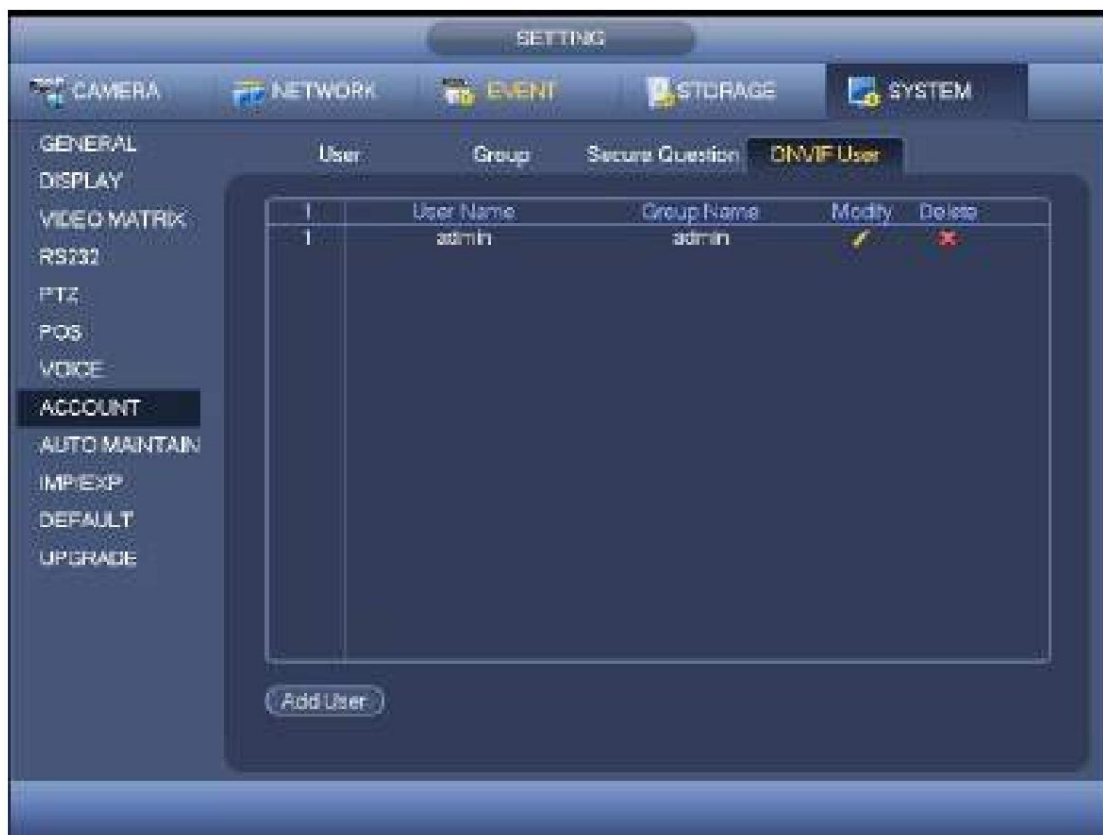 SETTING
CAMERA NETWORK EVENT STORAGE SYSTEM
GENERAL
DISPLAY
VIDEO MATRIX
RS232
PTZ
POS
VOICE
ACCOUNT
AUTO MAINTAIN
IMP/EXP
DEFAULT
UPGRADE
User Group Secure Question ONVIF User
1 User Name Group Name Modify Delete
1 admin admin
Add User